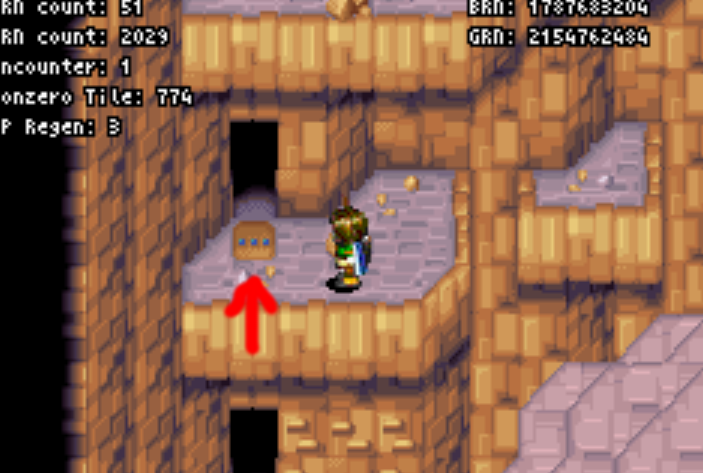 RN count: 51
BRN: 1787683204
RN count: 2029
GRN: 2154762484
ncounter: 1
onzero Tile: 774
P Regen: 3